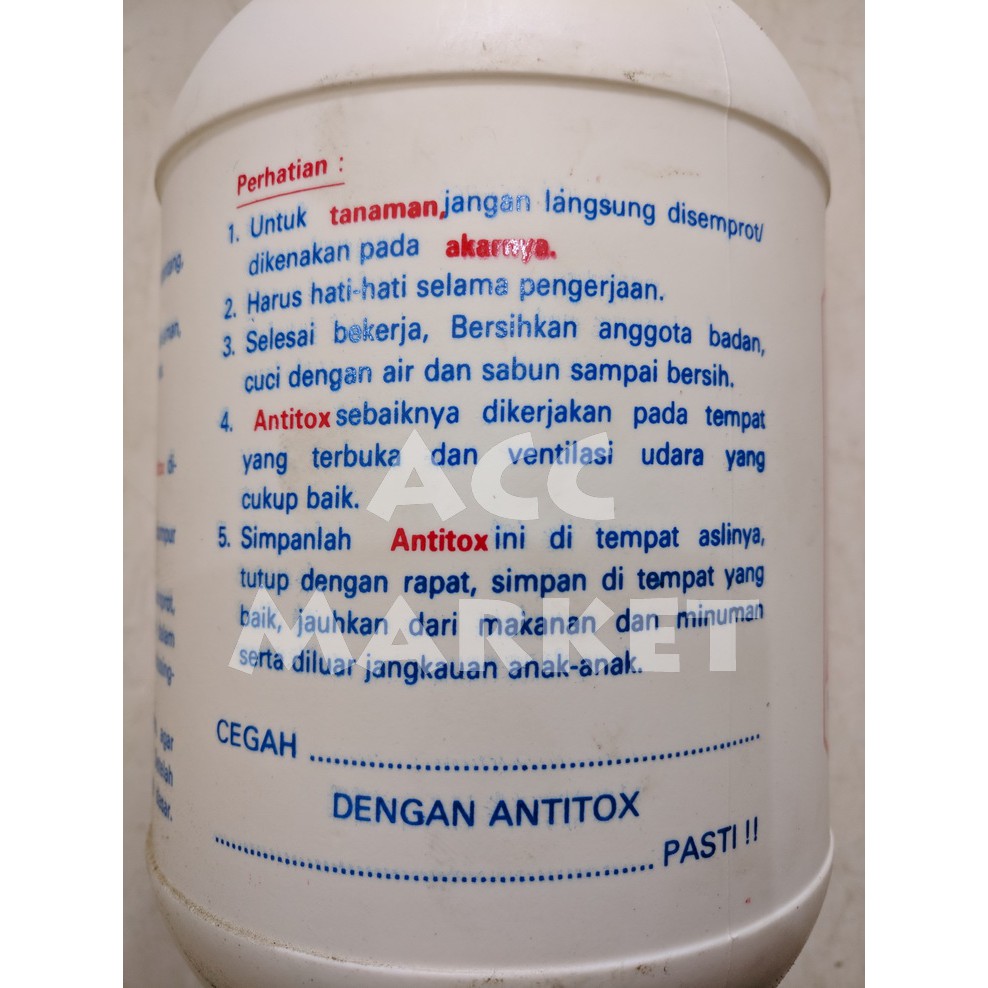 Perhatian :
1. Untuk tanaman, jangan langsung disemprot/
dikenakan pada akarnya.
2. Harus hati-hati selama pengerjaan.
3. Selesai bekerja, Bersihkan anggota badan,
cuci dengan air dan sabun sampai bersih.
4. Antitox sebaiknya dikerjakan pada tempat
yang terbuka dan ventilasi udara yang
cukup baik.
5. Simpanlah Antitox ini di tempat aslinya,
tutup dengan rapat, simpan di tempat yang
baik, jauhkan dari makanan dan minuman
serta diluar jangkauan anak-anak.
CEGAH ..................................................
DENGAN ANTITOX
.................................................. PASTI !!
ACC
MARKET